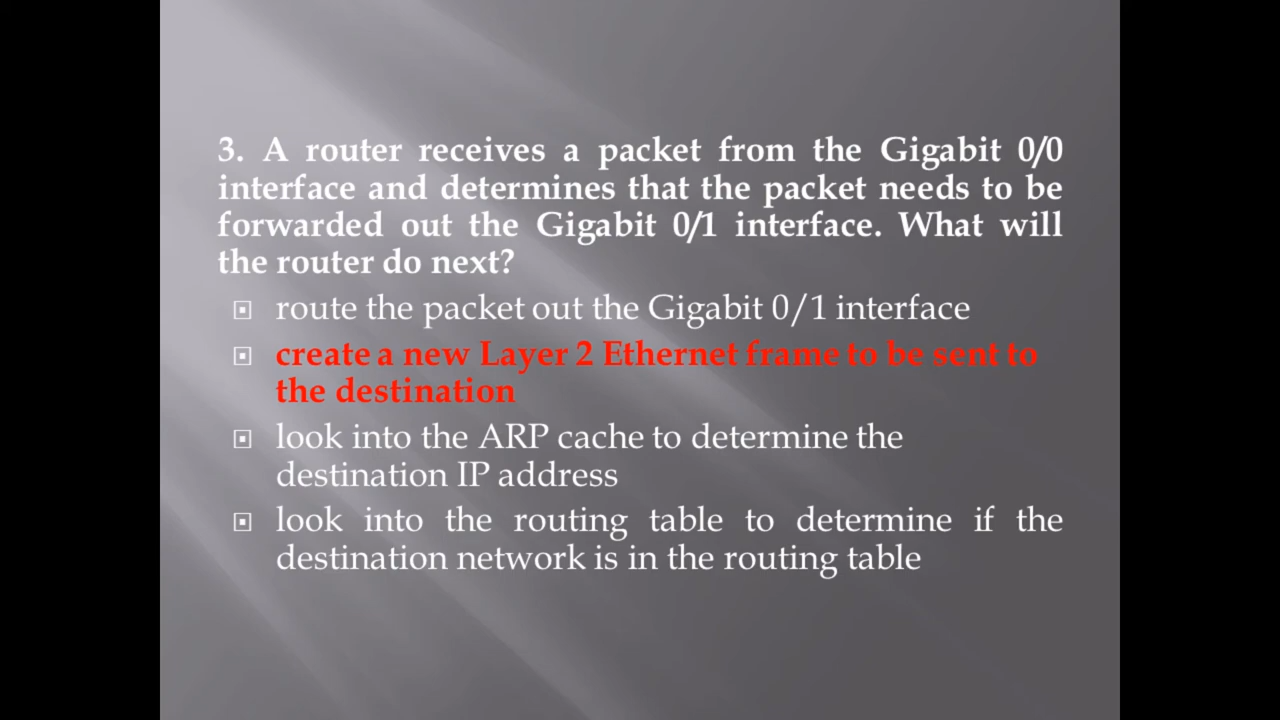 3. A router receives a packet from the Gigabit 0/0
interface and determines that the packet needs to be
forwarded out the Gigabit 0/1 interface. What will
the router do next?
route the packet out the Gigabit 0/1 interface
create a new Layer 2 Ethernet frame to be sent to
the destination
look into the ARP cache to determine the
destination IP address
look into the routing table to determine if the
destination network is in the routing table